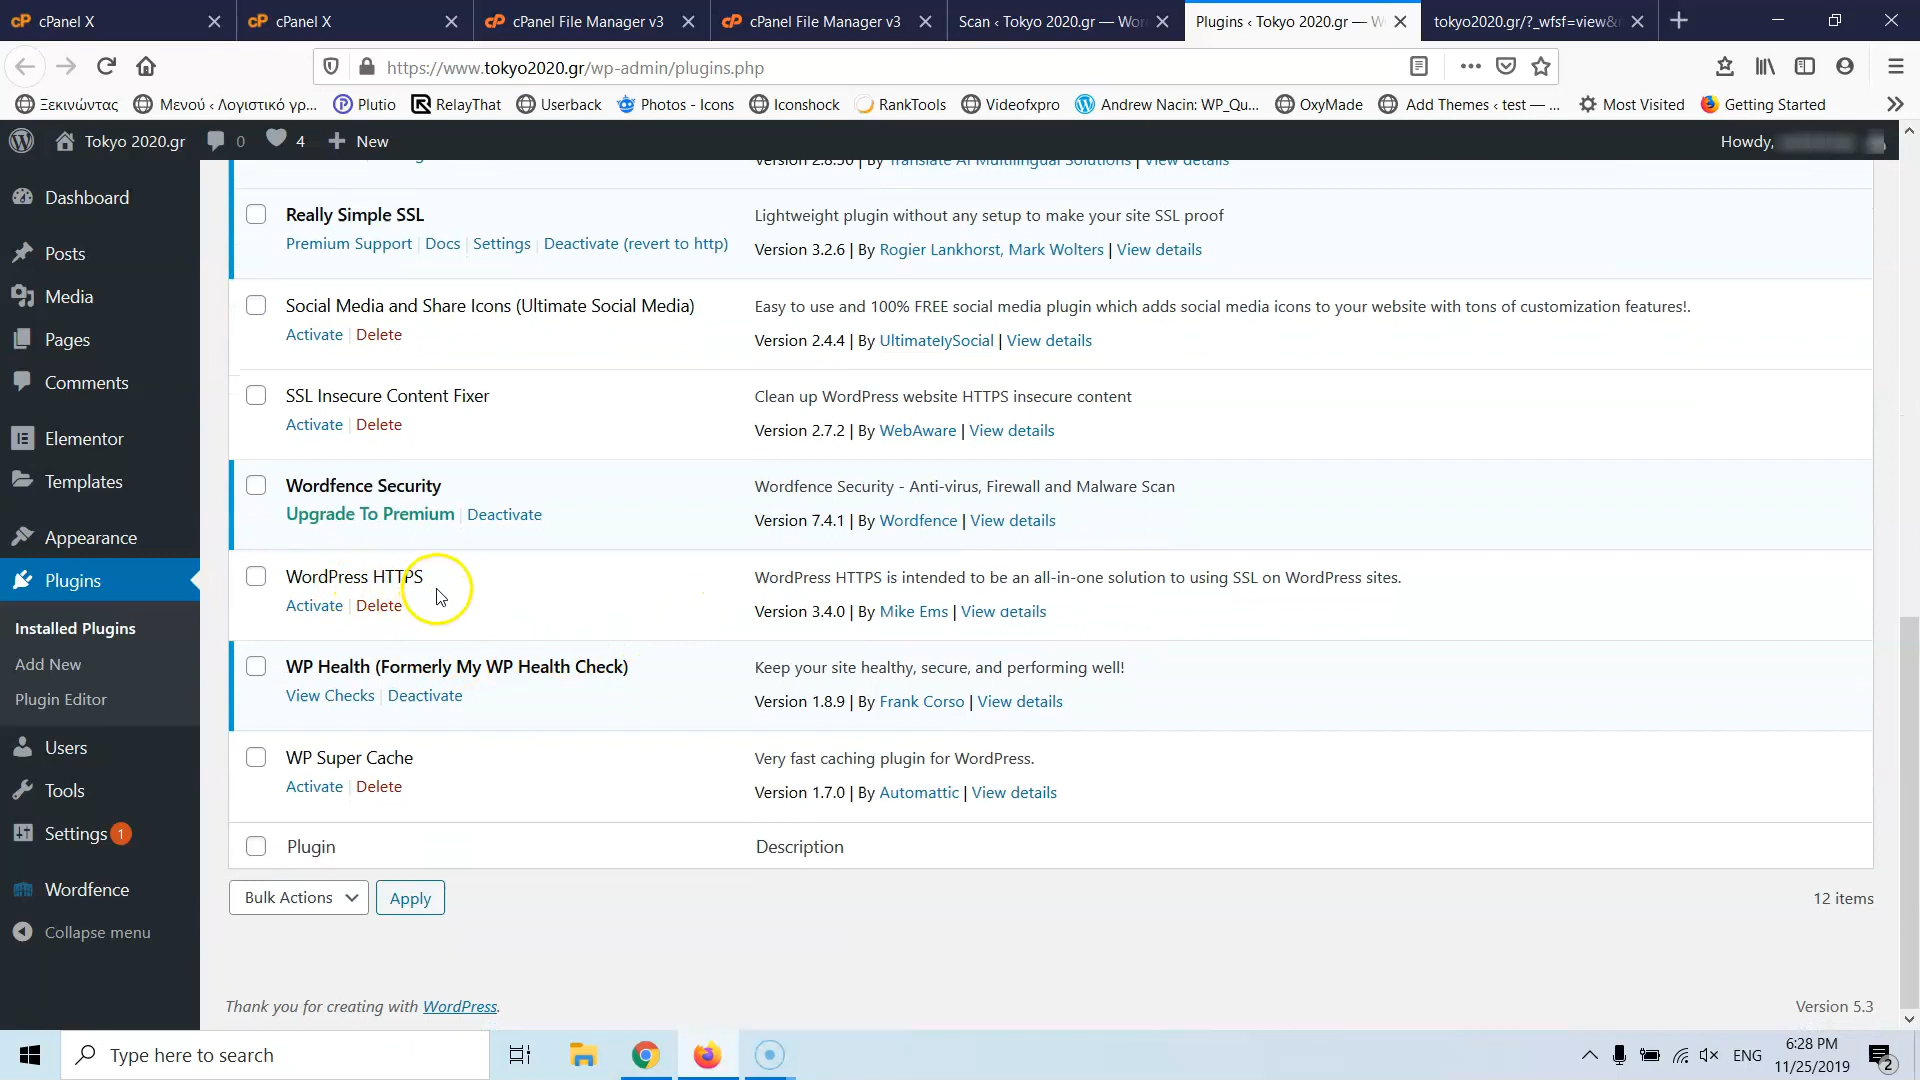 cPanel X
cPanel X
cPanel File Manager v3
cPanel File Manager v3
Scan ‹ Tokyo 2020.gr — Wor
Plugins ‹ Tokyo 2020.gr — W
tokyo2020.gr/?_wfsf=view&
https://www.tokyo2020.gr/wp-admin/plugins.php
Ξεκινώντας
Μενού ‹ Λογιστικό γρ...
Plutio
RelayThat
Userback
Photos - Icons
Iconshock
RankTools
Videofxpro
Andrew Nacin: WP_Qu...
OxyMade
Add Themes ‹ test — ...
Most Visited
Getting Started
Tokyo 2020.gr
0
4
New
Howdy,
Dashboard
Posts
Media
Pages
Comments
Elementor
Templates
Appearance
Plugins
Installed Plugins
Add New
Plugin Editor
Users
Tools
Settings 1
Wordfence
Collapse menu
Version 2.8.30 | By Translate AI Multilingual Solutions | View details
Really Simple SSL
Premium Support | Docs | Settings | Deactivate (revert to http)
Lightweight plugin without any setup to make your site SSL proof
Version 3.2.6 | By Rogier Lankhorst, Mark Wolters | View details
Social Media and Share Icons (Ultimate Social Media)
Activate | Delete
Easy to use and 100% FREE social media plugin which adds social media icons to your website with tons of customization features!.
Version 2.4.4 | By UltimatelySocial | View details
SSL Insecure Content Fixer
Activate | Delete
Clean up WordPress website HTTPS insecure content
Version 2.7.2 | By WebAware | View details
Wordfence Security
Upgrade To Premium | Deactivate
Wordfence Security - Anti-virus, Firewall and Malware Scan
Version 7.4.1 | By Wordfence | View details
WordPress HTTPS
Activate | Delete
WordPress HTTPS is intended to be an all-in-one solution to using SSL on WordPress sites.
Version 3.4.0 | By Mike Ems | View details
WP Health (Formerly My WP Health Check)
View Checks | Deactivate
Keep your site healthy, secure, and performing well!
Version 1.8.9 | By Frank Corso | View details
WP Super Cache
Activate | Delete
Very fast caching plugin for WordPress.
Version 1.7.0 | By Automattic | View details
Plugin
Description
Bulk Actions
Apply
12 items
Thank you for creating with WordPress.
Version 5.3
Type here to search
ENG
6:28 PM
11/25/2019
2